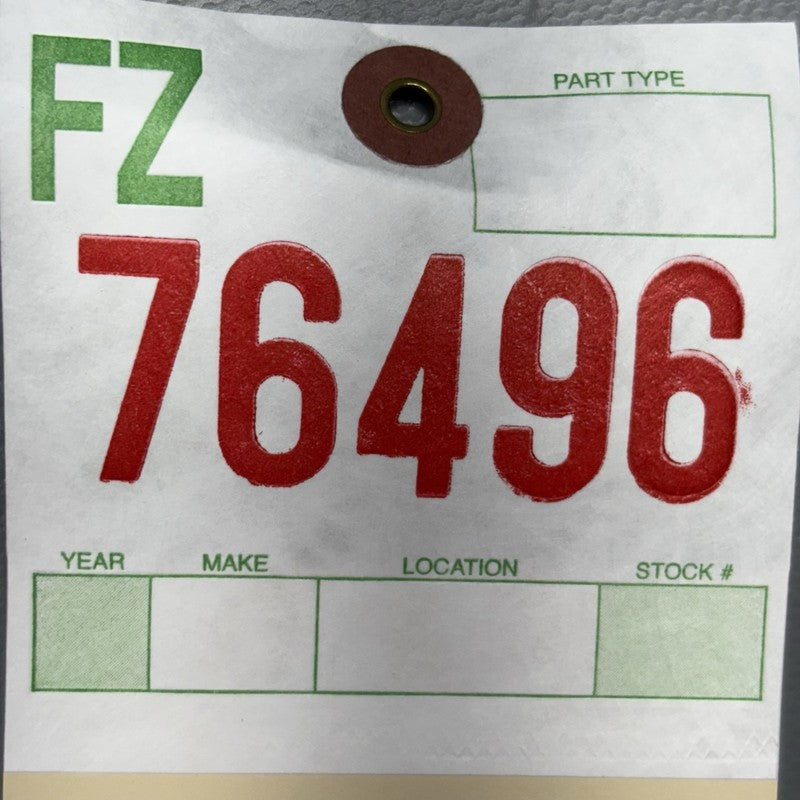 FZ
PART TYPE
76496
YEAR MAKE LOCATION STOCK #